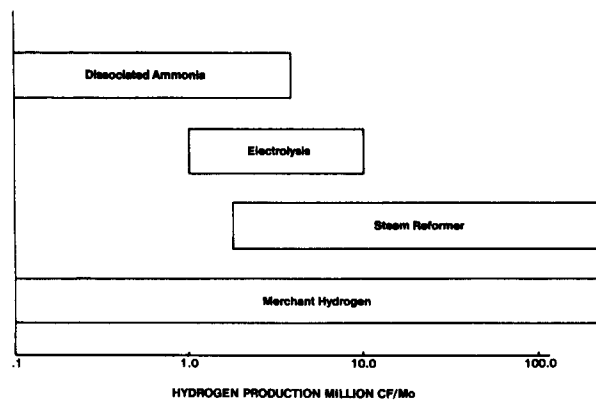 Dissociated Ammonia
Electrolysis
Steam Reformer
Merchant Hydrogen
.1 1.0 10.0 100.0
HYDROGEN PRODUCTION MILLION CF/Mo